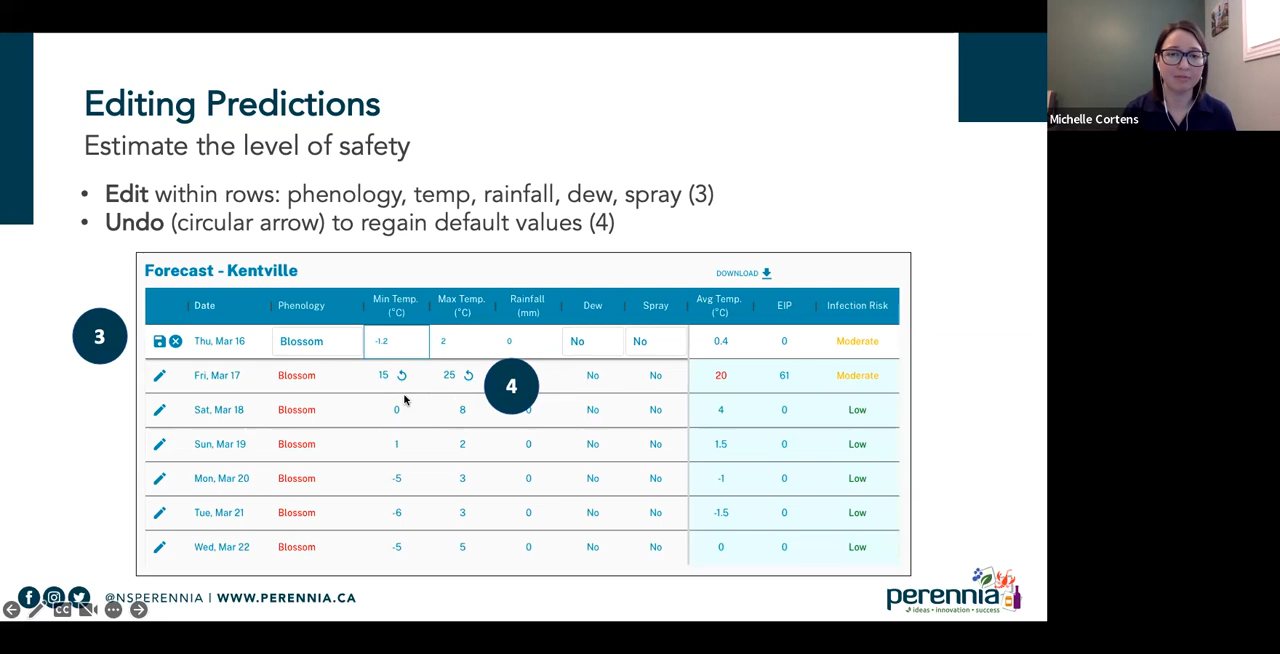 Editing Predictions
Estimate the level of safety
• Edit within rows: phenology, temp, rainfall, dew, spray (3)
• Undo (circular arrow) to regain default values (4)
Forecast - Kentville
DOWNLOAD
Date Phenology Min Temp. (°C) Max Temp. (°C) Rainfall (mm) Dew Spray Avg Temp. (°C) EIP Infection Risk
3
Thu, Mar 16 Blossom -1.2 2 0 No No 0.4 0 Moderate
Fri, Mar 17 Blossom 15 25 No No 20 61 Moderate
4
Sat, Mar 18 Blossom 0 8 0 No No 4 0 Low
Sun, Mar 19 Blossom 1 2 0 No No 1.5 0 Low
Mon, Mar 20 Blossom -5 3 0 No No -1 0 Low
Tue, Mar 21 Blossom -6 3 0 No No -1.5 0 Low
Wed, Mar 22 Blossom -5 5 0 No No 0 0 Low
@NSPERENNIA | WWW.PERENNIA.CA
CC
perennia
ideas • innovation • success
Michelle Cortens